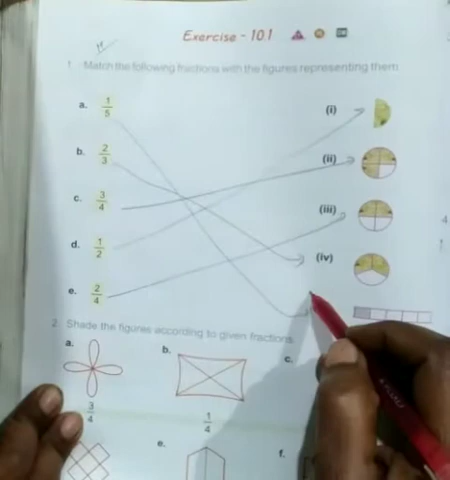 Exercise - 10.1
1. Match the following fractions with the figures representing them
a. 1/5 (i)
b. 2/3 (ii)
c. 3/4 (iii)
d. 1/2 (iv)
e. 2/4
2. Shade the figures according to given fractions.
a. b. c.
3/4 1/4
e. f.